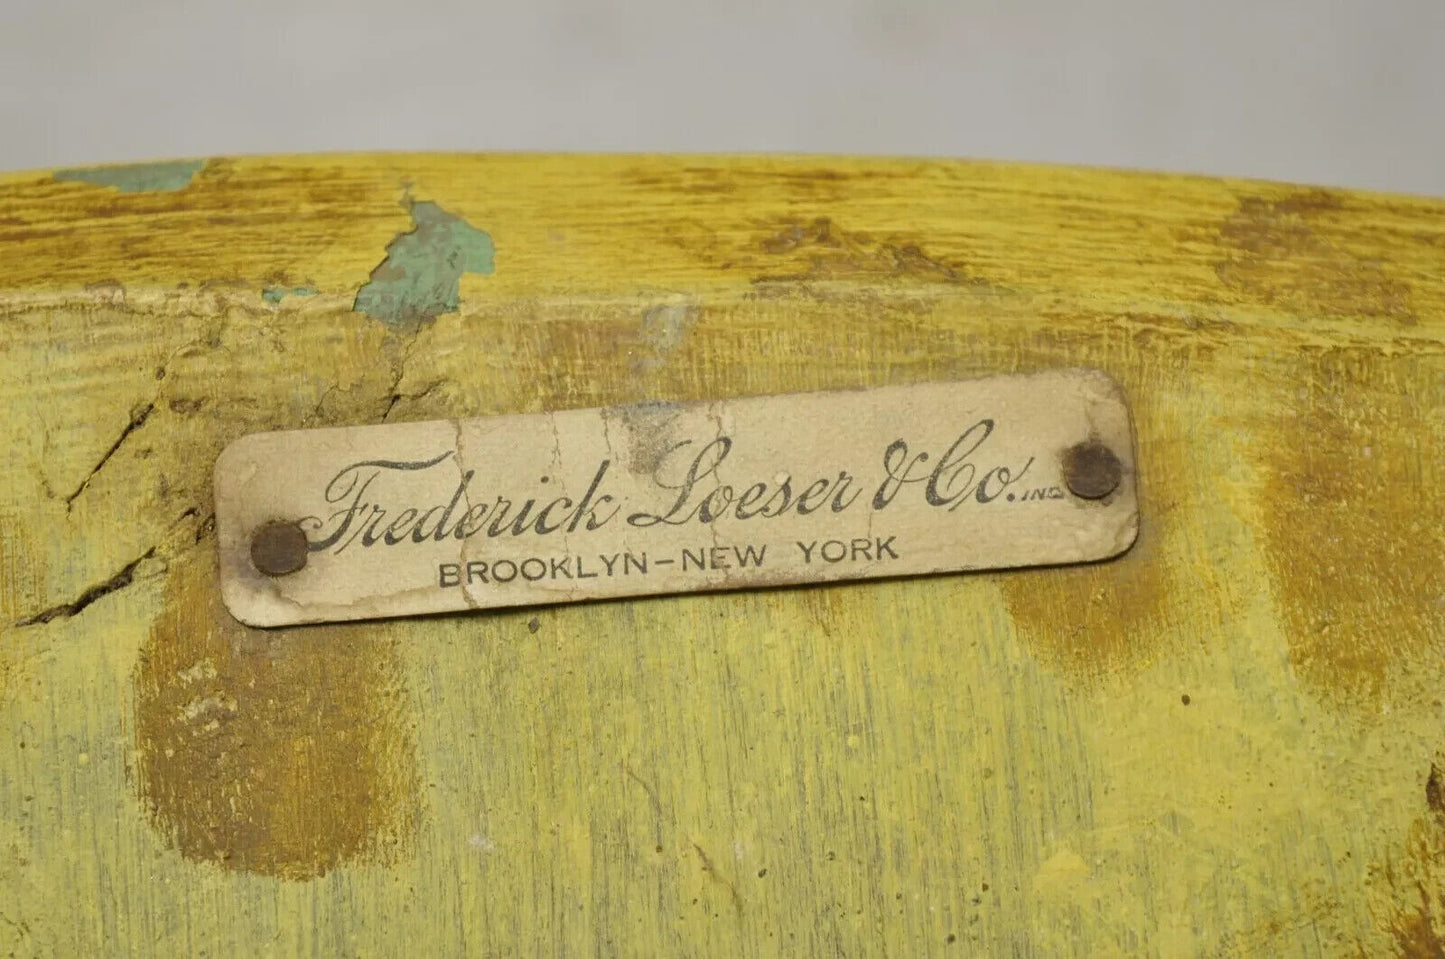 Frederick Loeser & Co. INC.
BROOKLYN-NEW YORK